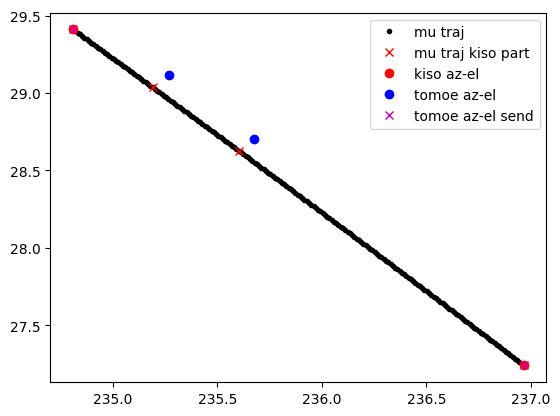 29.5
29.0
28.5
28.0
27.5
235.0
235.5
236.0
236.5
237.0
mu traj
mu traj kiso part
kiso az-el
tomoe az-el
tomoe az-el send